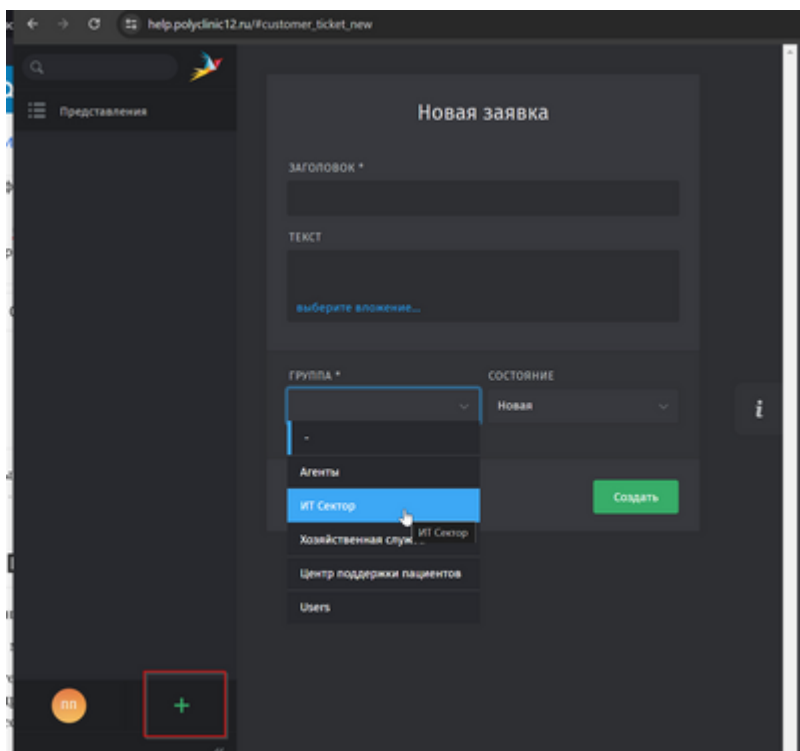 help.polyclinic12.ru/#customer_ticket_new
Представления
Новая заявка
ЗАГОЛОВОК *
ТЕКСТ
выберите вложение...
ГРУППА *
СОСТОЯНИЕ
Новая
-
Агенты
ИТ Сектор
ИТ Сектор
Хозяйственная
Центр поддержки пациентов
Users
Создать
ПП
+